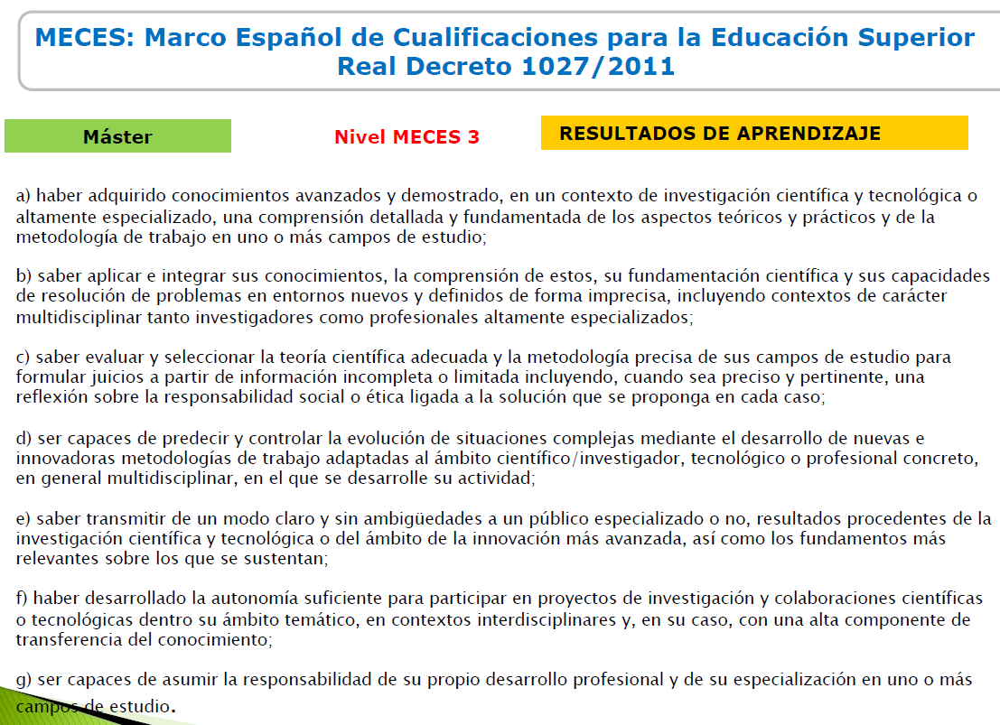 MECES: Marco Español de Cualificaciones para la Educación Superior
Real Decreto 1027/2011
Máster
Nivel MECES 3
RESULTADOS DE APRENDIZAJE
a) haber adquirido conocimientos avanzados y demostrado, en un contexto de investigación científica y tecnológica o
altamente especializado, una comprensión detallada y fundamentada de los aspectos teóricos y prácticos y de la
metodología de trabajo en uno o más campos de estudio;
b) saber aplicar e integrar sus conocimientos, la comprensión de estos, su fundamentación científica y sus capacidades
de resolución de problemas en entornos nuevos y definidos de forma imprecisa, incluyendo contextos de carácter
multidisciplinar tanto investigadores como profesionales altamente especializados;
c) saber evaluar y seleccionar la teoría científica adecuada y la metodología precisa de sus campos de estudio para
formular juicios a partir de información incompleta o limitada incluyendo, cuando sea preciso y pertinente, una
reflexión sobre la responsabilidad social o ética ligada a la solución que se proponga en cada caso;
d) ser capaces de predecir y controlar la evolución de situaciones complejas mediante el desarrollo de nuevas e
innovadoras metodologías de trabajo adaptadas al ámbito científico/investigador, tecnológico o profesional concreto,
en general multidisciplinar, en el que se desarrolle su actividad;
e) saber transmitir de un modo claro y sin ambigüedades a un público especializado o no, resultados procedentes de la
investigación científica y tecnológica o del ámbito de la innovación más avanzada, así como los fundamentos más
relevantes sobre los que se sustentan;
f) haber desarrollado la autonomía suficiente para participar en proyectos de investigación y colaboraciones científicas
o tecnológicas dentro su ámbito temático, en contextos interdisciplinares y, en su caso, con una alta componente de
transferencia del conocimiento;
g) ser capaces de asumir la responsabilidad de su propio desarrollo profesional y de su especialización en uno o más
campos de estudio.